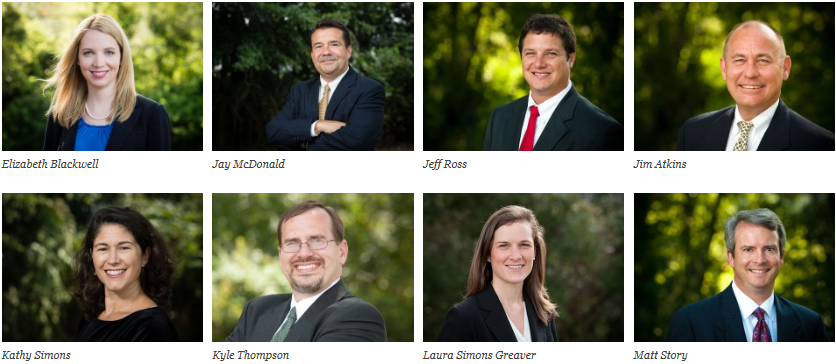 Elizabeth Blackwell
Jay McDonald
Jeff Ross
Jim Atkins
Kathy Simons
Kyle Thompson
Laura Simons Greaver
Matt Story